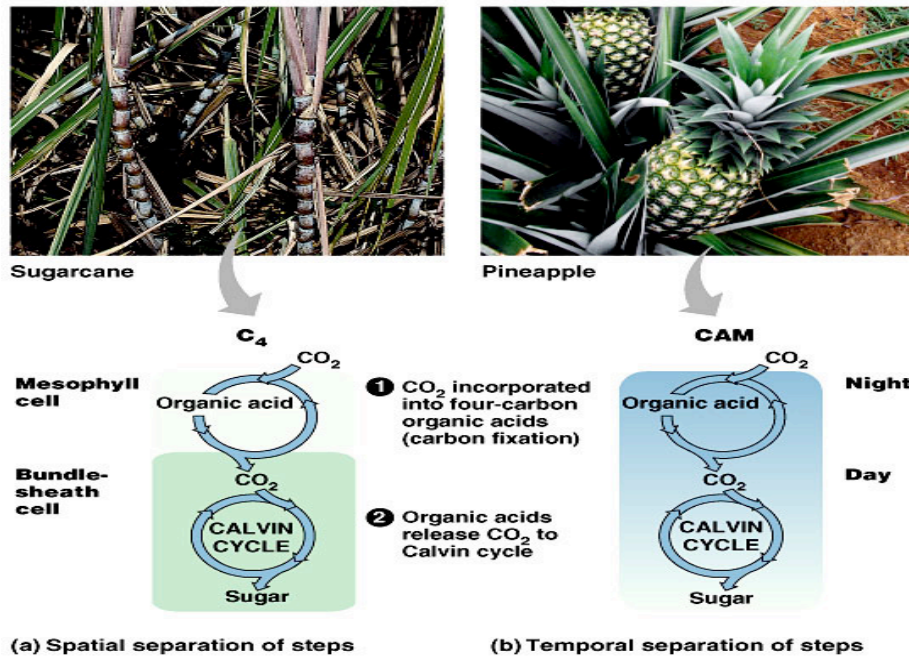 Sugarcane
Pineapple
C₄
CAM
CO₂
CO₂
Mesophyll
cell
Organic acid
❶ CO₂ incorporated
into four-carbon
organic acids
(carbon fixation)
Organic acid
Night
Bundle-
sheath
cell
CO₂
CALVIN
CYCLE
Sugar
❷ Organic acids
release CO₂ to
Calvin cycle
CO₂
CALVIN
CYCLE
Sugar
Day
(a) Spatial separation of steps
(b) Temporal separation of steps